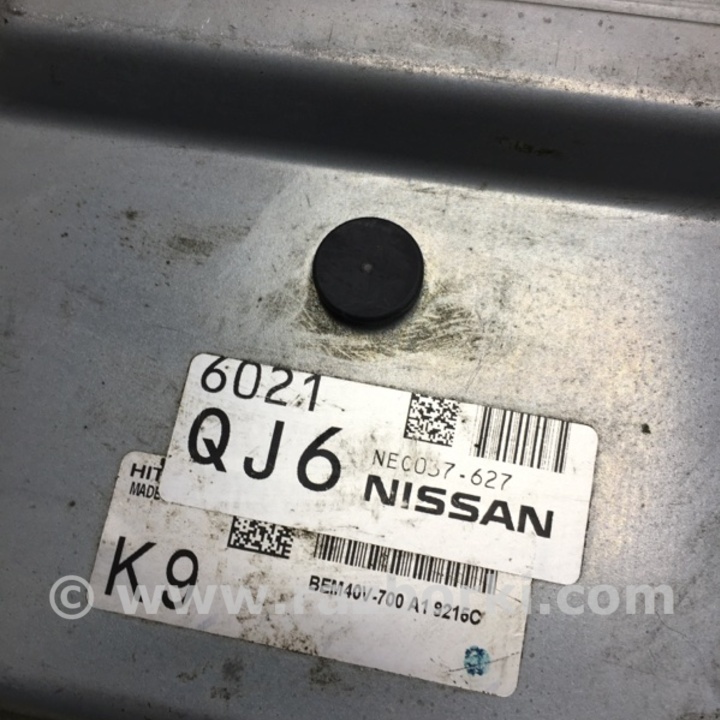 6021
QJ6
NEC037-627
NISSAN
HIT
MADE
K9
BEM40V-700 A1 9216C